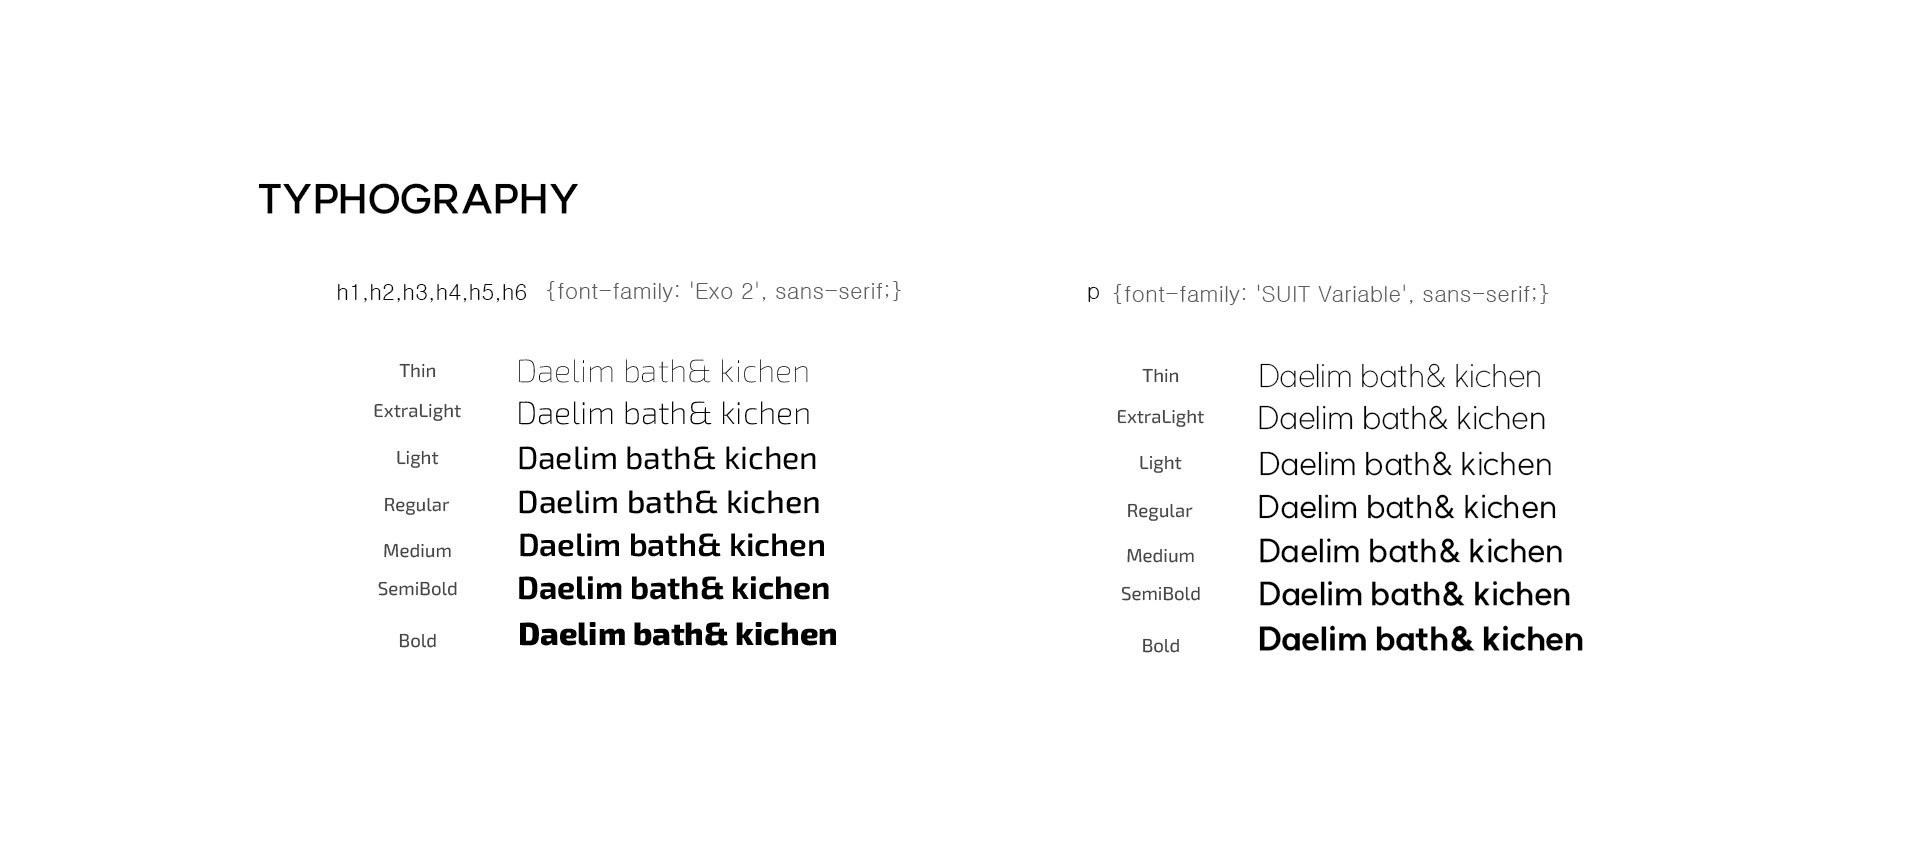 TYPHOGRAPHY
h1,h2,h3,h4,h5,h6 {font-family: 'Exo 2', sans-serif;}
Thin Daelim bath& kichen
ExtraLight Daelim bath& kichen
Light Daelim bath& kichen
Regular Daelim bath& kichen
Medium Daelim bath& kichen
SemiBold Daelim bath& kichen
Bold Daelim bath& kichen
p {font-family: 'SUIT Variable', sans-serif;}
Thin Daelim bath& kichen
ExtraLight Daelim bath& kichen
Light Daelim bath& kichen
Regular Daelim bath& kichen
Medium Daelim bath& kichen
SemiBold Daelim bath& kichen
Bold Daelim bath& kichen